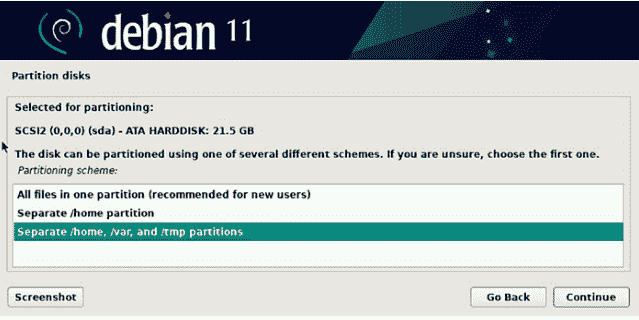 debian 11
Partition disks
Selected for partitioning:
SCSI2 (0,0,0) (sda) - ATA HARDDISK: 21.5 GB
The disk can be partitioned using one of several different schemes. If you are unsure, choose the first one.
Partitioning scheme:
All files in one partition (recommended for new users)
Separate /home partition
Separate /home, /var, and /tmp partitions
Screenshot
Go Back
Continue